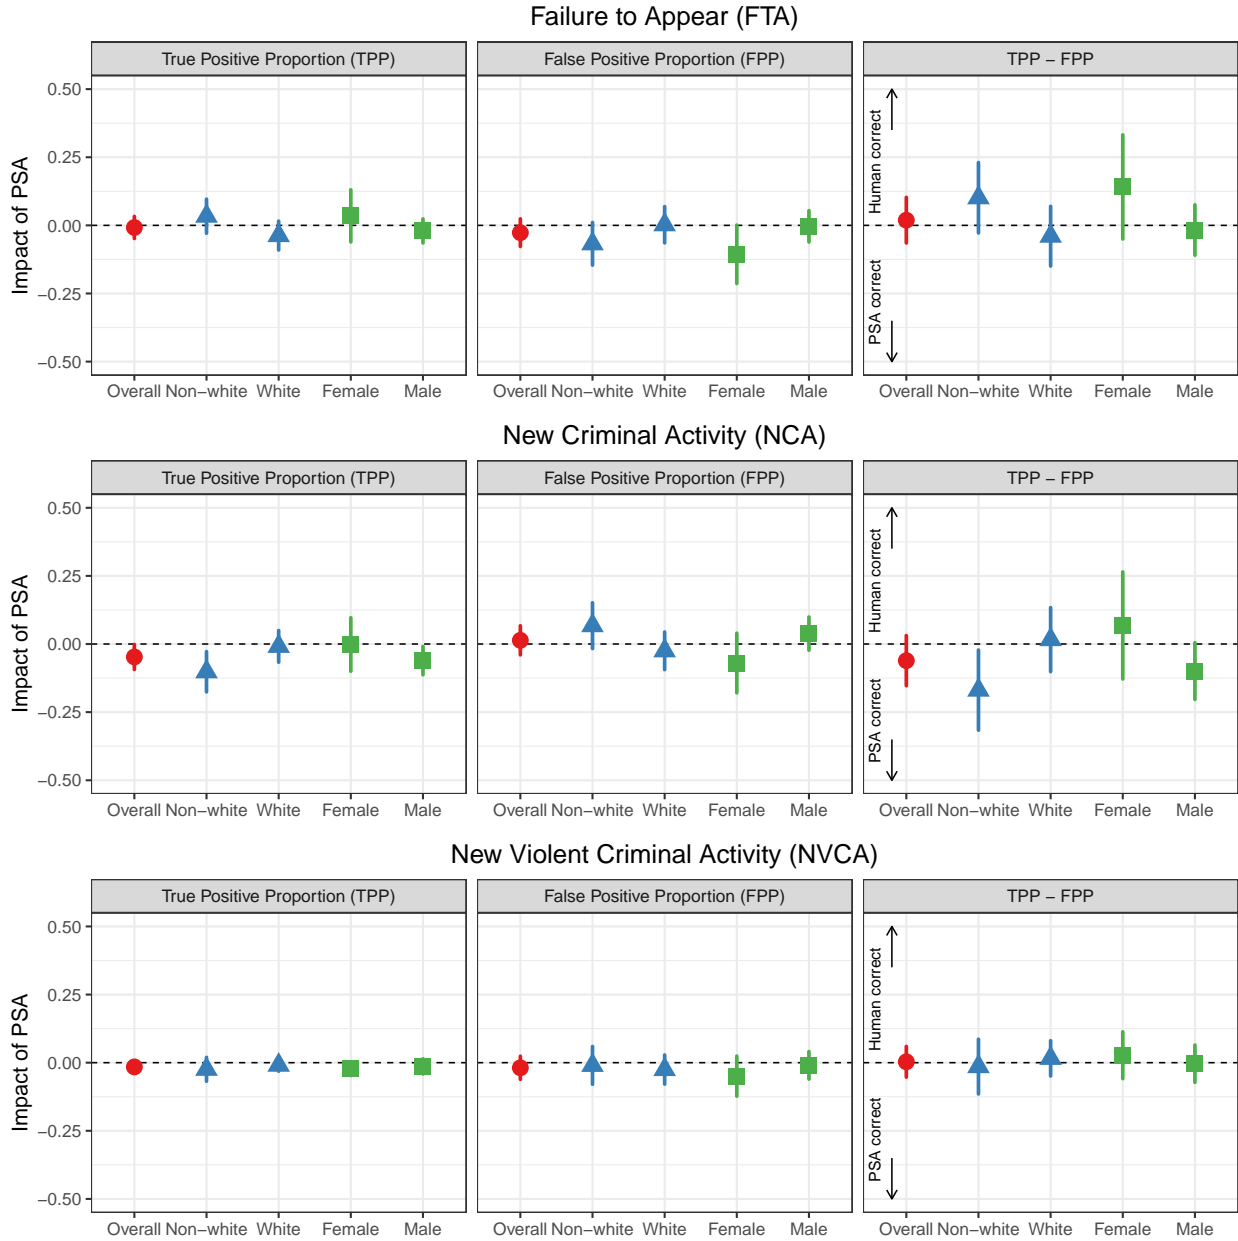 Failure to Appear (FTA)
True Positive Proportion (TPP)
False Positive Proportion (FPP)
TPP − FPP
Impact of PSA
0.50
0.25
0.00
−0.25
−0.50
Human correct
PSA correct
Overall Non−white White Female Male
Overall Non−white White Female Male
Overall Non−white White Female Male
New Criminal Activity (NCA)
True Positive Proportion (TPP)
False Positive Proportion (FPP)
TPP − FPP
Impact of PSA
0.50
0.25
0.00
−0.25
−0.50
Human correct
PSA correct
Overall Non−white White Female Male
Overall Non−white White Female Male
Overall Non−white White Female Male
New Violent Criminal Activity (NVCA)
True Positive Proportion (TPP)
False Positive Proportion (FPP)
TPP − FPP
Impact of PSA
0.50
0.25
0.00
−0.25
−0.50
Human correct
PSA correct
Overall Non−white White Female Male
Overall Non−white White Female Male
Overall Non−white White Female Male